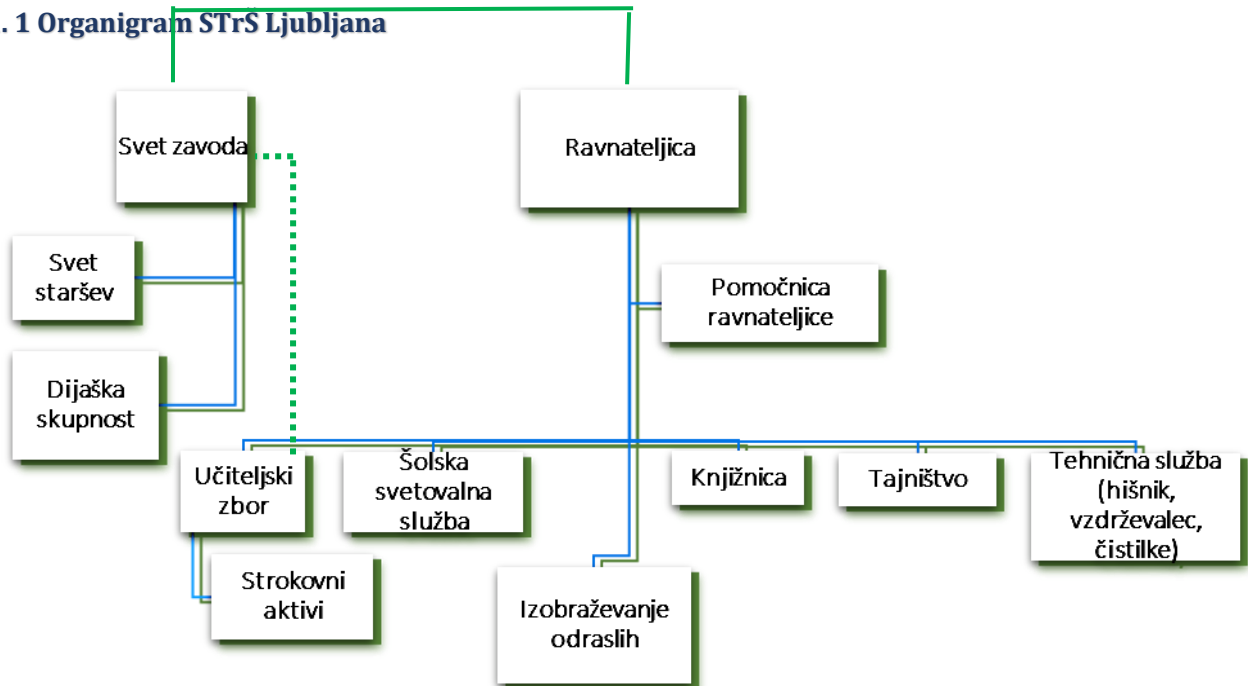 . 1 Organigram STrŠ Ljubljana
Svet zavoda
Ravnateljica
Svet
staršev
Pomočnica
ravnateljice
Dijaška
skupnost
Učiteljski
zbor
Šolska
svetovalna
služba
Knjižnica
Tajništvo
Tehnična služba
(hišnik,
vzdrževalec,
čistilke)
Strokovni
aktivi
Izobraževanje
odraslih